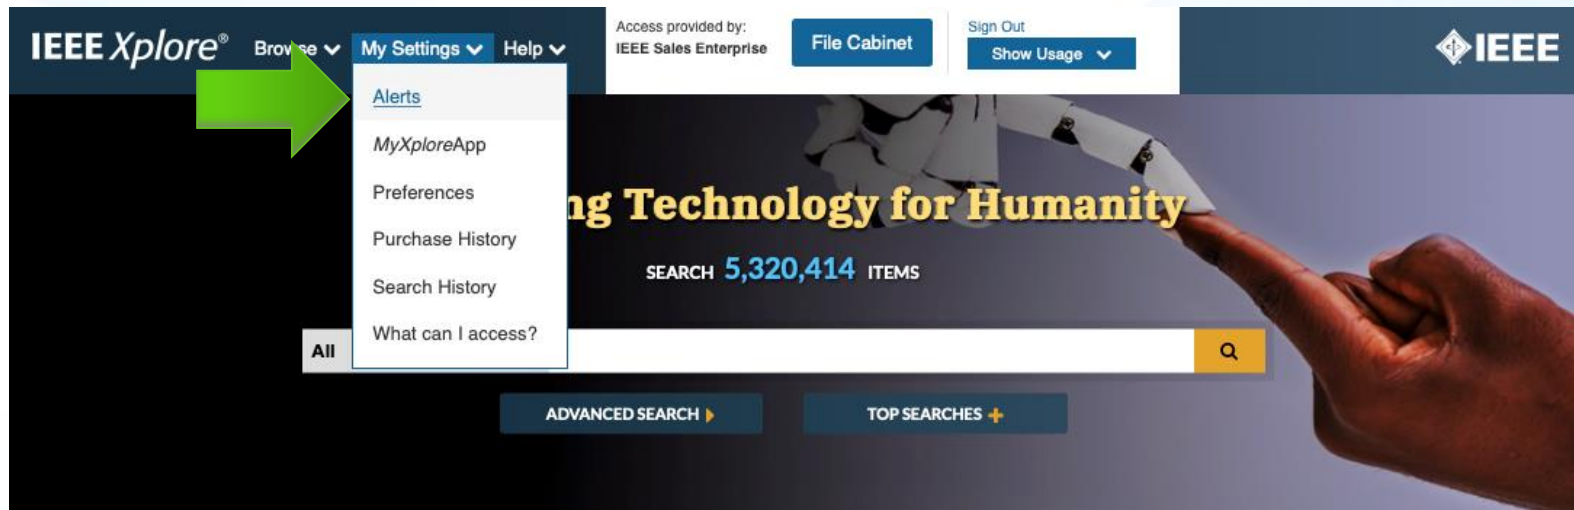 IEEE Xplore®
Browse
My Settings
Help
Access provided by:
IEEE Sales Enterprise
File Cabinet
Sign Out
Show Usage
IEEE
Alerts
MyXploreApp
Preferences
Purchase History
Search History
What can I access?
ng Technology for Humanity
SEARCH 5,320,414 ITEMS
All
ADVANCED SEARCH
TOP SEARCHES +